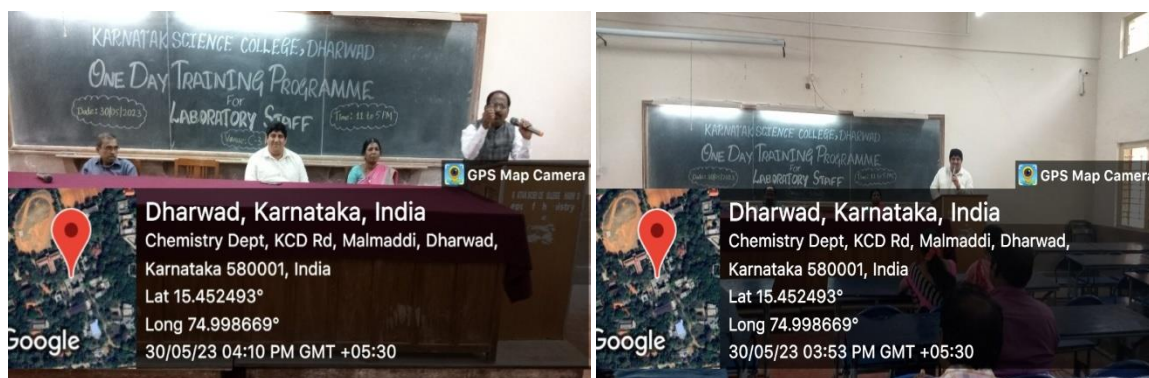 KARNATAK SCIENCE COLLEGE, DHARWAD
ONE DAY TRAINING PROGRAMME
FOR
LABORATORY STAFF
Date: 30/05/2023
Time: 11 to 5 PM
GPS Map Camera
Dharwad, Karnataka, India
Chemistry Dept, KCD Rd, Malmaddi, Dharwad,
Karnataka 580001, India
Lat 15.452493°
Long 74.998669°
30/05/23 04:10 PM GMT +05:30
Google
KARNATAK SCIENCE COLLEGE, DHARWAD
ONE DAY TRAINING PROGRAMME
FOR
LABORATORY STAFF
GPS Map Camera
Dharwad, Karnataka, India
Chemistry Dept, KCD Rd, Malmaddi, Dharwad,
Karnataka 580001, India
Lat 15.452493°
Long 74.998669°
30/05/23 03:53 PM GMT +05:30
Google